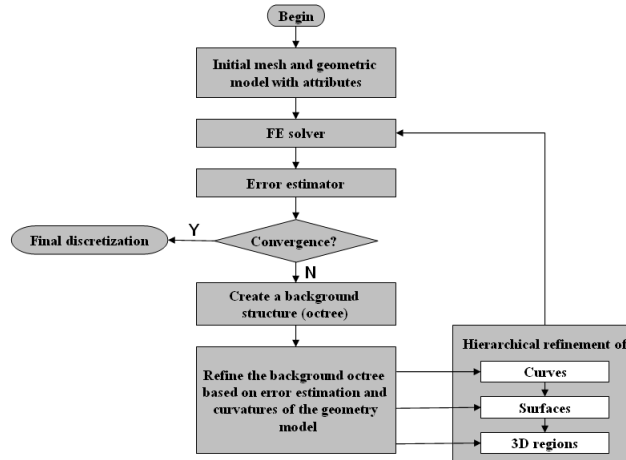 Begin
Initial mesh and geometric
model with attributes
FE solver
Error estimator
Convergence?
Y
Final discretization
N
Create a background
structure (octree)
Refine the background octree
based on error estimation and
curvatures of the geometry
model
Hierarchical refinement of
Curves
Surfaces
3D regions